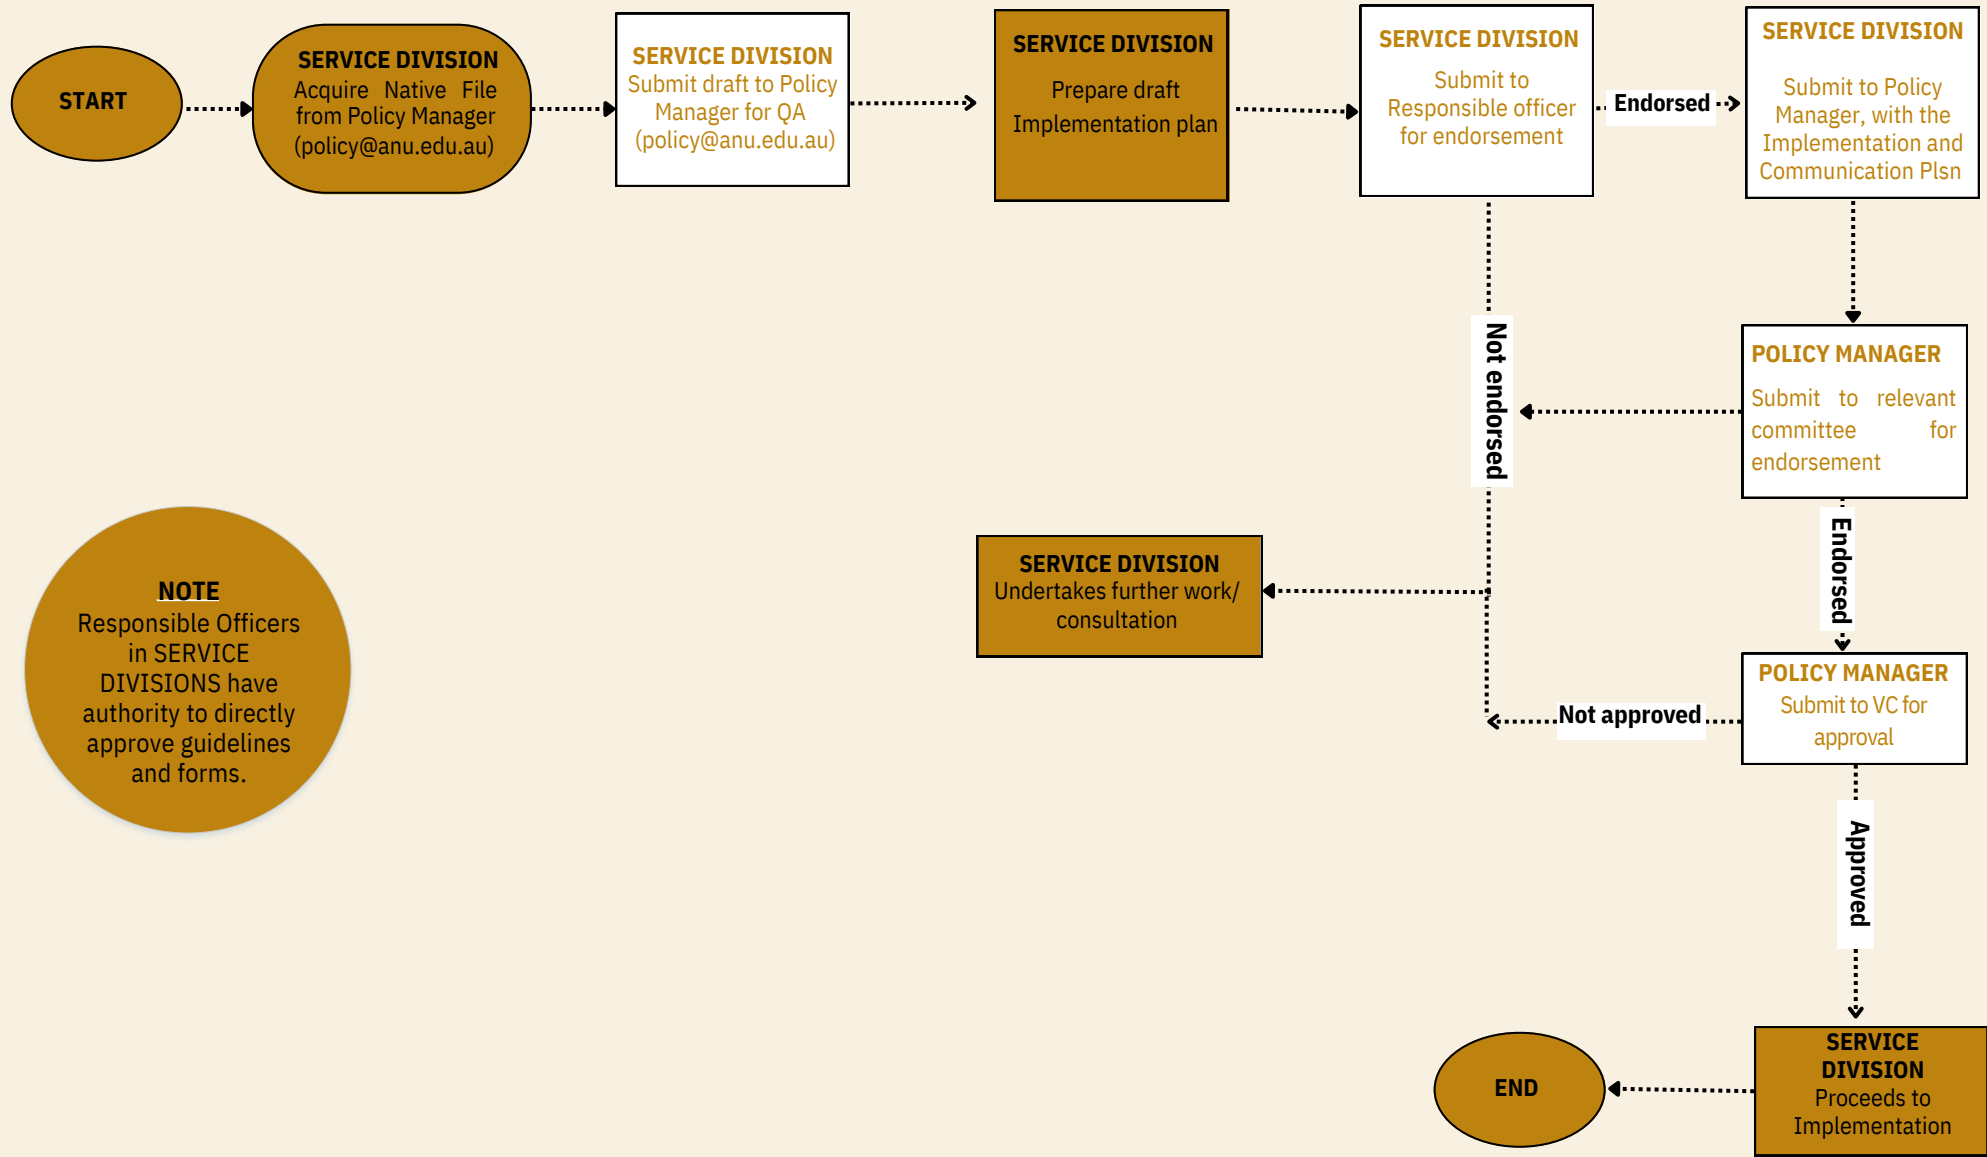 START
SERVICE DIVISION
Acquire Native File
from Policy Manager
(policy@anu.edu.au)
SERVICE DIVISION
Submit draft to Policy
Manager for QA
(policy@anu.edu.au)
SERVICE DIVISION
Prepare draft
Implementation plan
SERVICE DIVISION
Submit to
Responsible officer
for endorsement
Endorsed
SERVICE DIVISION
Submit to Policy
Manager, with the
Implementation and
Communication Plsn
Not endorsed
POLICY MANAGER
Submit to relevant
committee for
endorsement
Endorsed
SERVICE DIVISION
Undertakes further work/
consultation
NOTE
Responsible Officers
in SERVICE
DIVISIONS have
authority to directly
approve guidelines
and forms.
POLICY MANAGER
Submit to VC for
approval
Not approved
Approved
SERVICE
DIVISION
Proceeds to
Implementation
END